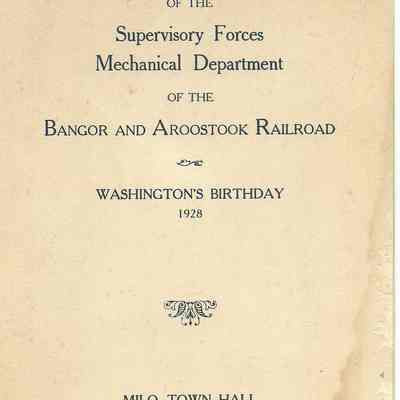 OF THE
Supervisory Forces
Mechanical Department
OF THE
BANGOR AND AROOSTOOK RAILROAD
WASHINGTON'S BIRTHDAY
1928
MILO TOWN HALL